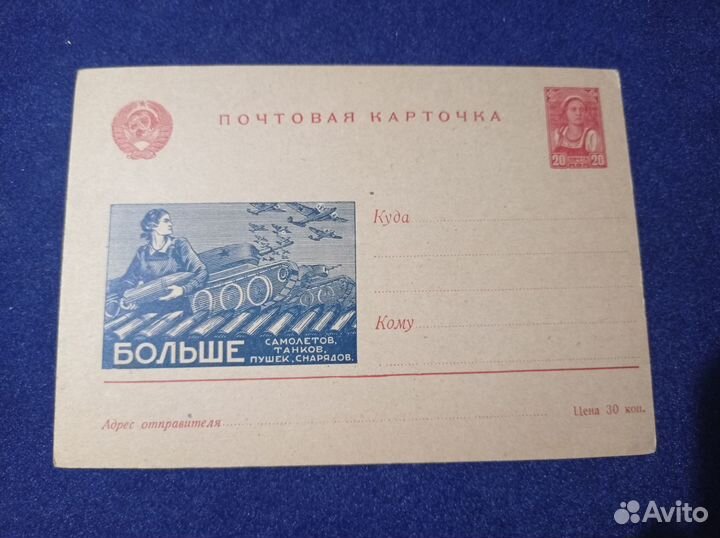 ПОЧТОВАЯ КАРТОЧКА
20 20
Куда
Кому
БОЛЬШЕ
САМОЛЕТОВ,
ТАНКОВ,
ПУШЕК, СНАРЯДОВ.
Адрес отправителя
Цена 30 коп.
Avito